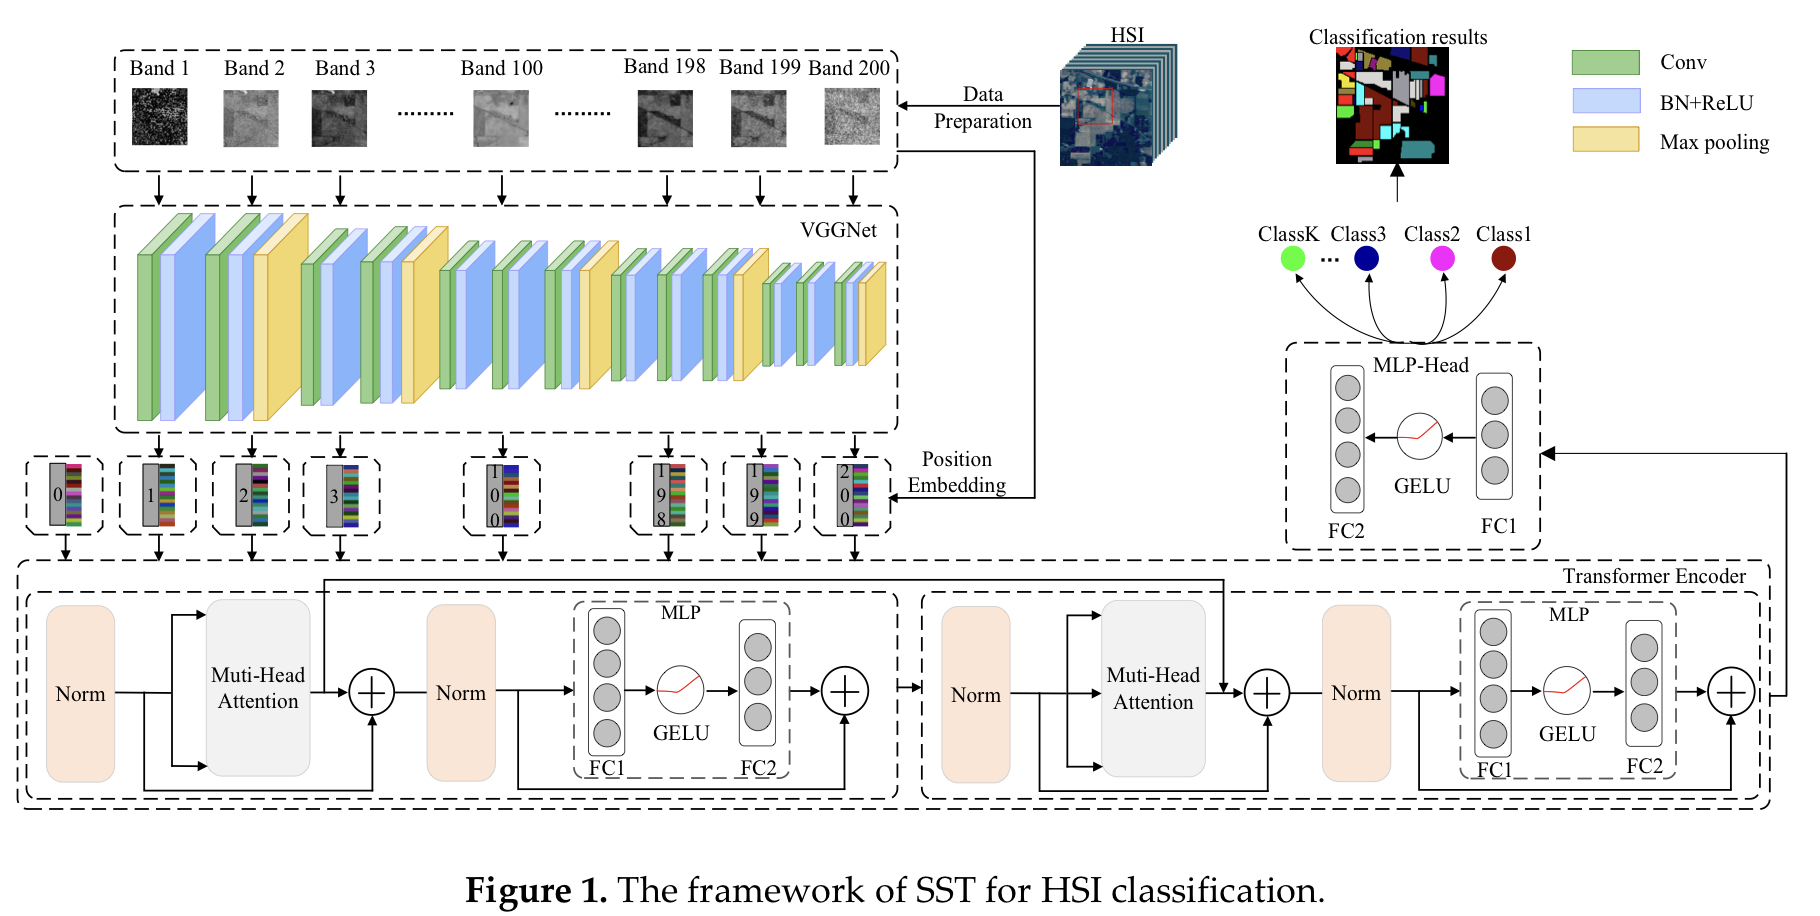 HSI
Classification results
Band 1 Band 2 Band 3 Band 100 Band 198 Band 199 Band 200
Data
Preparation
Conv
BN+ReLU
Max pooling
VGGNet
ClassK ... Class3 Class2 Class1
MLP-Head
GELU
FC2 FC1
Position
Embedding
0 1 2 3 100 198 199 200
Transformer Encoder
Norm
Muti-Head
Attention
Norm
MLP
GELU
FC1 FC2
Norm
Muti-Head
Attention
Norm
MLP
GELU
FC1 FC2
Figure 1. The framework of SST for HSI classification.